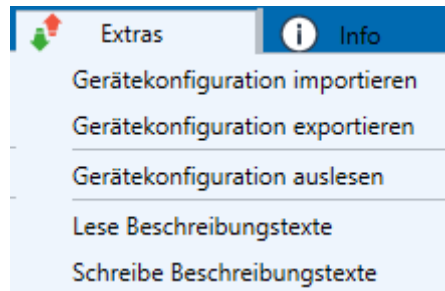 Extras Info
Gerätekonfiguration importieren
Gerätekonfiguration exportieren
Gerätekonfiguration auslesen
Lese Beschreibungstexte
Schreibe Beschreibungstexte